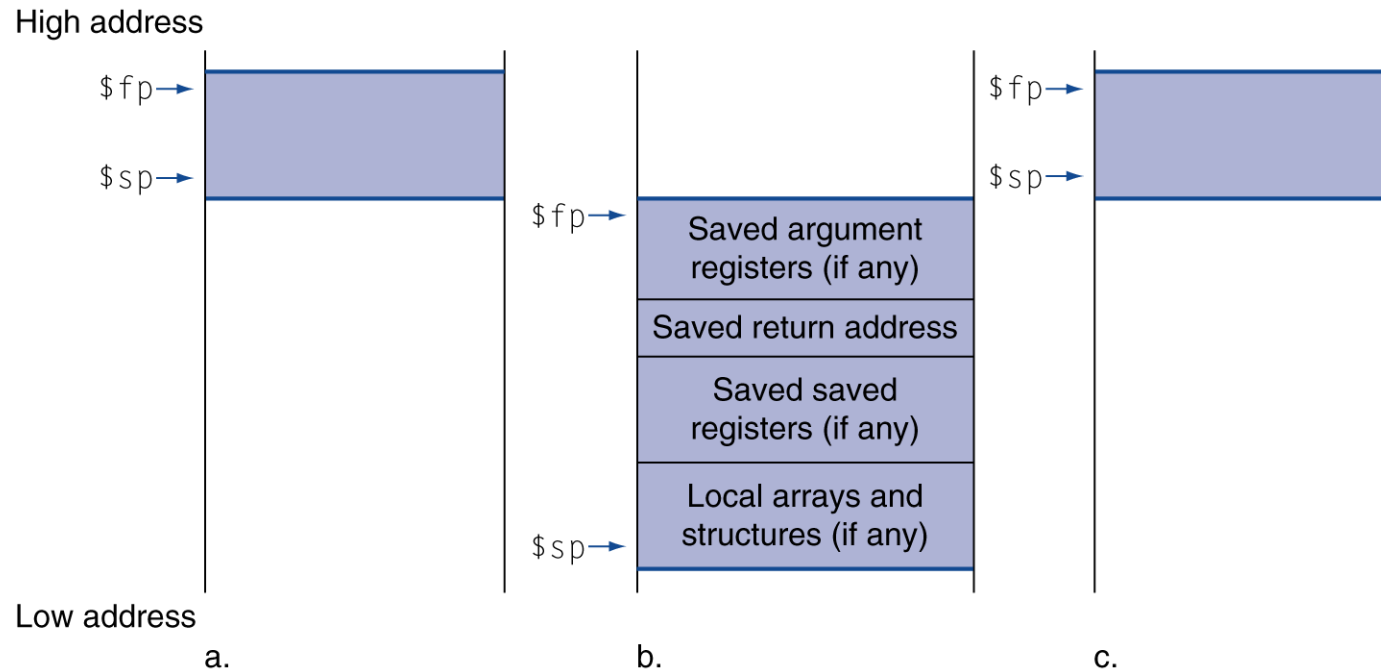 High address
$fp
$sp
$fp
Saved argument
registers (if any)
Saved return address
Saved saved
registers (if any)
Local arrays and
structures (if any)
$sp
$fp
$sp
Low address
a.
b.
c.